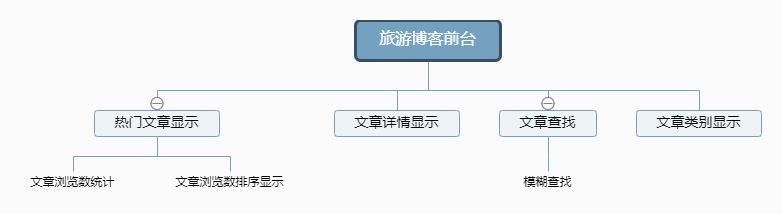 旅游博客前台
热门文章显示
文章详情显示
文章查找
文章类别显示
文章浏览数统计
文章浏览数排序显示
模糊查找